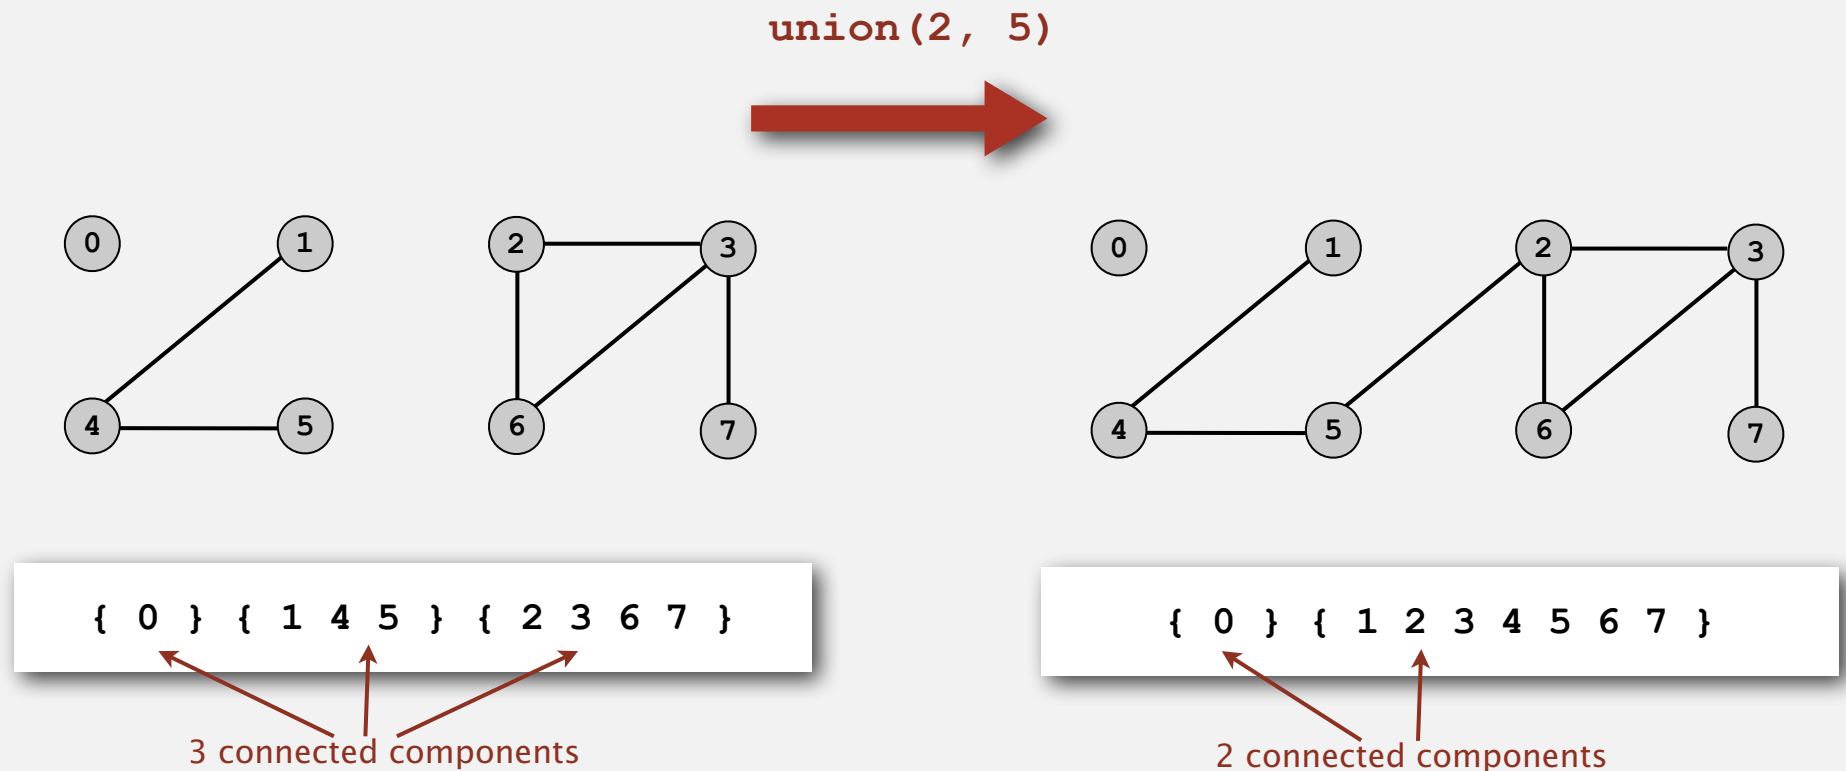 union(2, 5)
0 1 2 3
4 5 6 7
0 1 2 3
4 5 6 7
{ 0 } { 1 4 5 } { 2 3 6 7 }
3 connected components
{ 0 } { 1 2 3 4 5 6 7 }
2 connected components